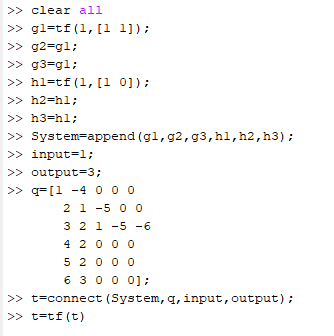 >> clear all
>> g1=tf(1,[1 1]);
>> g2=g1;
>> g3=g1;
>> h1=tf(1,[1 0]);
>> h2=h1;
>> h3=h1;
>> System=append(g1,g2,g3,h1,h2,h3);
>> input=1;
>> output=3;
>> q=[1 -4 0 0 0
2 1 -5 0 0
3 2 1 -5 -6
4 2 0 0 0
5 2 0 0 0
6 3 0 0 0];
>> t=connect(System,q,input,output);
>> t=tf(t)